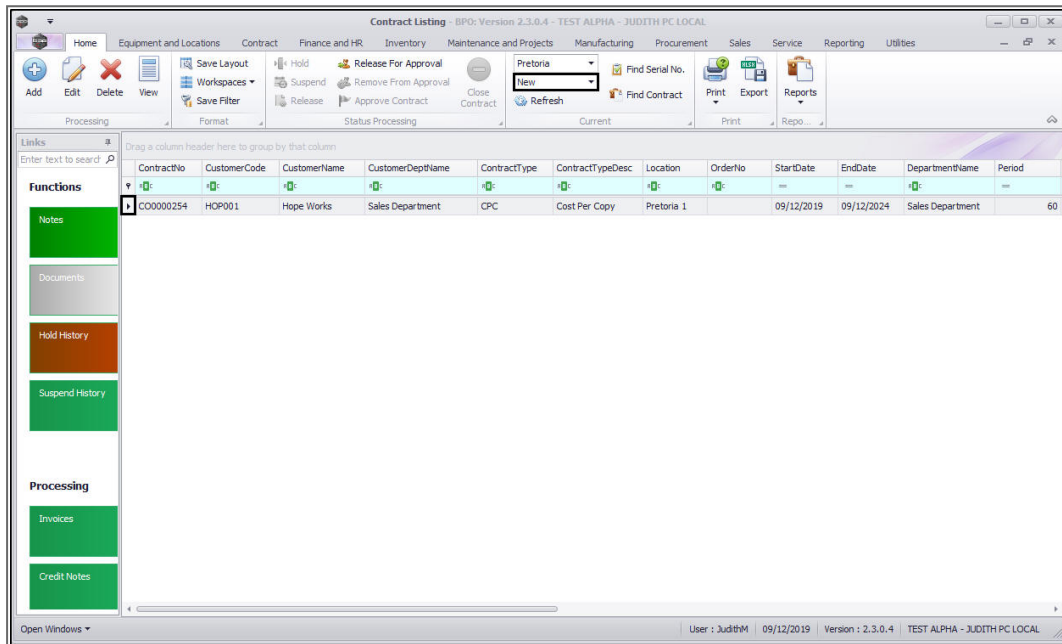 Contract Listing - BPO: Version 2.3.0.4 - TEST ALPHA - JUDITH PC LOCAL
Home Equipment and Locations Contract Finance and HR Inventory Maintenance and Projects Manufacturing Procurement Sales Service Reporting Utilities
Add Edit Delete View
Processing
Save Layout
Workspaces
Save Filter
Format
Hold
Suspend
Release
Release For Approval
Remove From Approval
Approve Contract
Close Contract
Status Processing
Pretoria
New
Refresh
Find Serial No.
Find Contract
Current
Print Export
Print
Reports
Repo...
Links
Enter text to search
Functions
Notes
Documents
Hold History
Suspend History
Processing
Invoices
Credit Notes
Drag a column header here to group by that column
ContractNo CustomerCode CustomerName CustomerDeptName ContractType ContractTypeDesc Location OrderNo StartDate EndDate DepartmentName Period
CO0000254 HOP001 Hope Works Sales Department CPC Cost Per Copy Pretoria 1 09/12/2019 09/12/2024 Sales Department 60
Open Windows
User : JudithM 09/12/2019 Version : 2.3.0.4 TEST ALPHA - JUDITH PC LOCAL